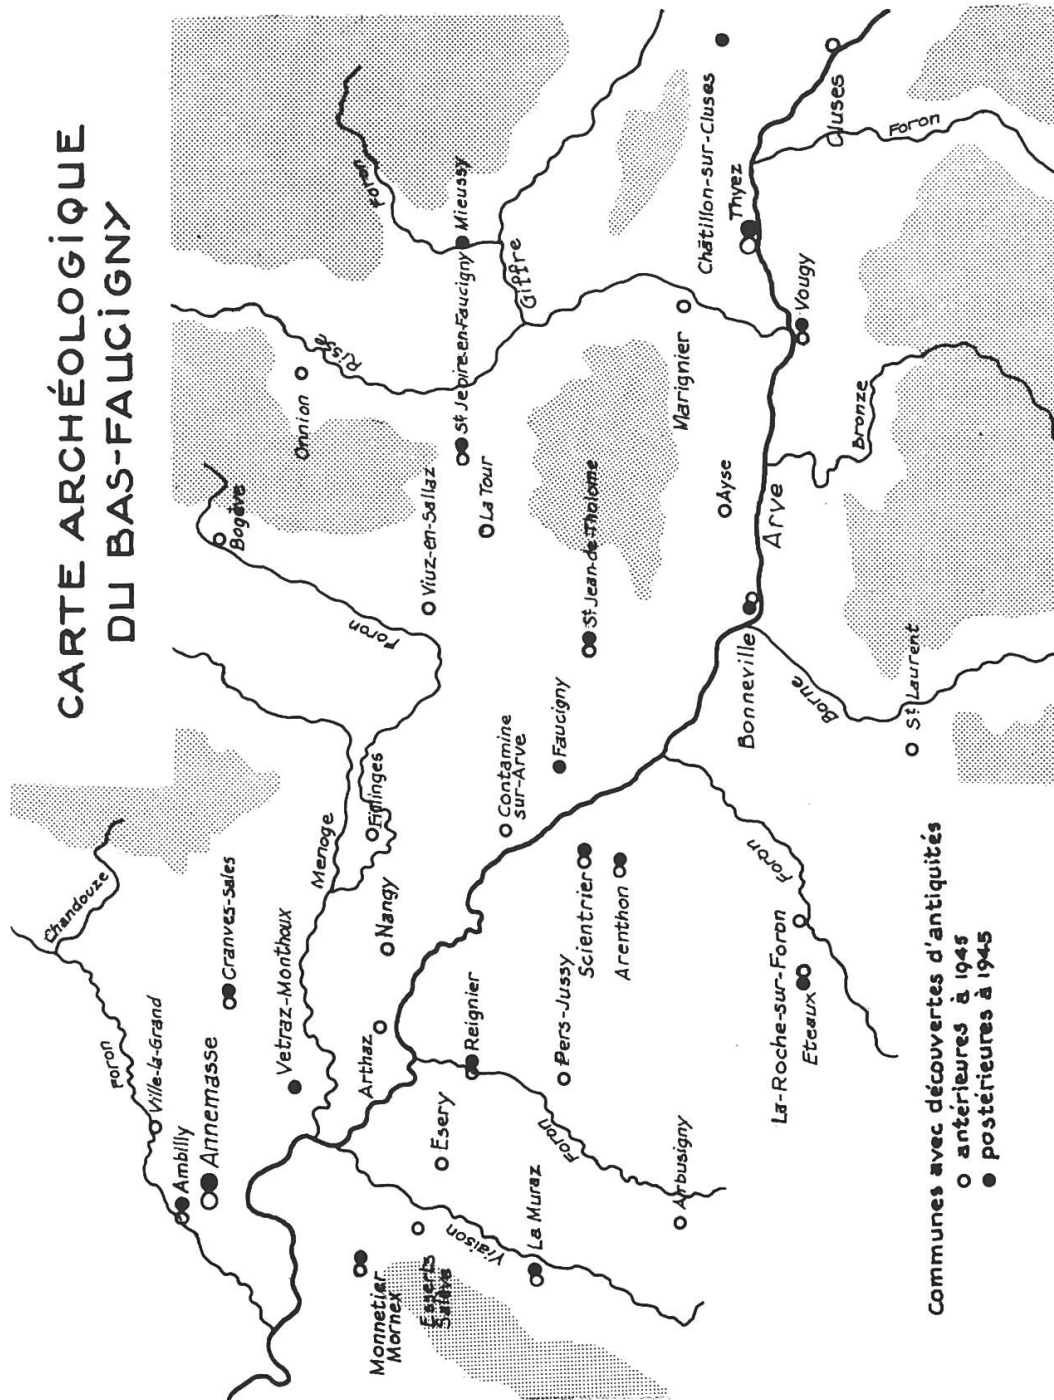 CARTE ARCHÉOLOGIQUE
DU BAS-FAUCIGNY
Chandouze
Foron
Ville-la-Grand
Ambilly
Annemasse
Cranves-Sales
Vetraz-Monthoux
Menoge
Fillinges
Nangy
Arthaz
Bogève
Foron
Onnion
Risse
Viuz-en-Sallaz
La Tour
St Jeoire-en-Faucigny
Mieussy
Foron
Giffre
St Jean-de-Tholome
Faucigny
Contamine
sur-Arve
Marignier
Châtillon-sur-Cluses
Thyez
Cluses
Foron
Vougy
Bronze
Ayse
Arve
Bonneville
Borne
St Laurent
Monnetier
Mornex
Esserts
Salève
Esery
Viaison
La Muraz
Reignier
Foron
Arbusigny
Pers-Jussy
Scientrier
Arenthon
Foron
La-Roche-sur-Foron
Eteaux
Communes avec découvertes d'antiquités
antérieures à 1945
postérieures à 1945